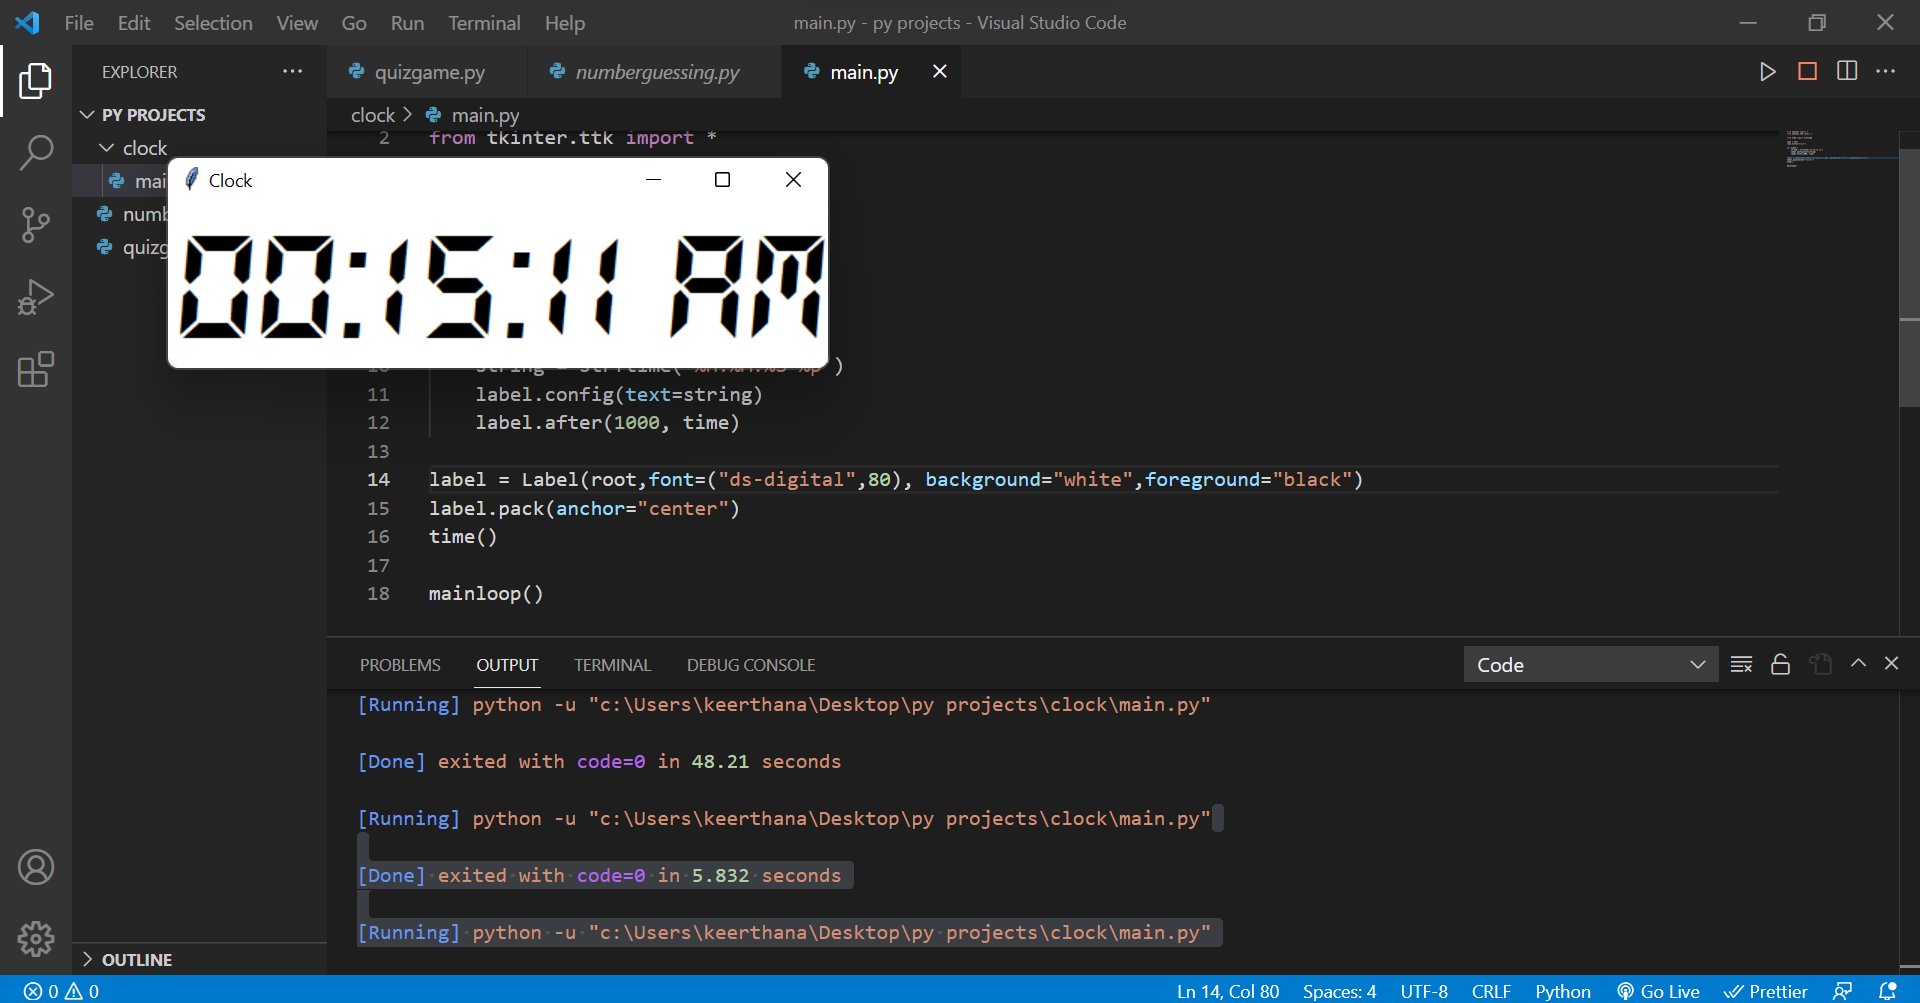 File Edit Selection View Go Run Terminal Help main.py - py projects - Visual Studio Code
EXPLORER
quizgame.py numberguessing.py main.py
PY PROJECTS
clock > main.py
clock
2 from tkinter.ttk import *
mai
Clock
numb
quizg
00:15:11 AM
11 label.config(text=string)
12 label.after(1000, time)
13
14 label = Label(root,font=("ds-digital",80), background="white",foreground="black")
15 label.pack(anchor="center")
16 time()
17
18 mainloop()
PROBLEMS OUTPUT TERMINAL DEBUG CONSOLE Code
[Running] python -u "c:\Users\keerthana\Desktop\py projects\clock\main.py"
[Done] exited with code=0 in 48.21 seconds
[Running] python -u "c:\Users\keerthana\Desktop\py projects\clock\main.py"
[Done] exited with code=0 in 5.832 seconds
[Running] python -u "c:\Users\keerthana\Desktop\py projects\clock\main.py"
OUTLINE
0 0 Ln 14, Col 80 Spaces: 4 UTF-8 CRLF Python Go Live Prettier